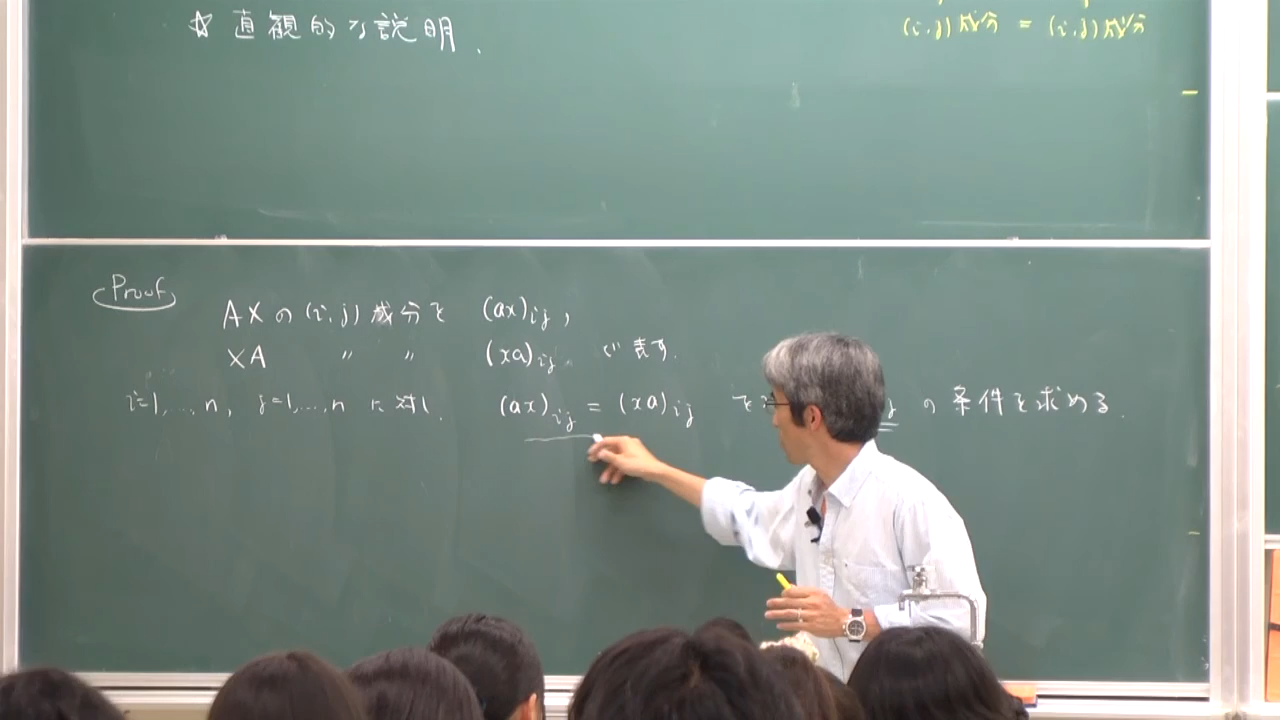 ☆ 直観的な説明.
(i,j)成分 = (i,j)成分
Proof
AXの(i,j)成分を (ax)ij,
XA 〃 〃 (xa)ij で表す.
i=1,...,n, j=1,...,n に対し, (ax)ij = (xa)ij を j の条件を求める.